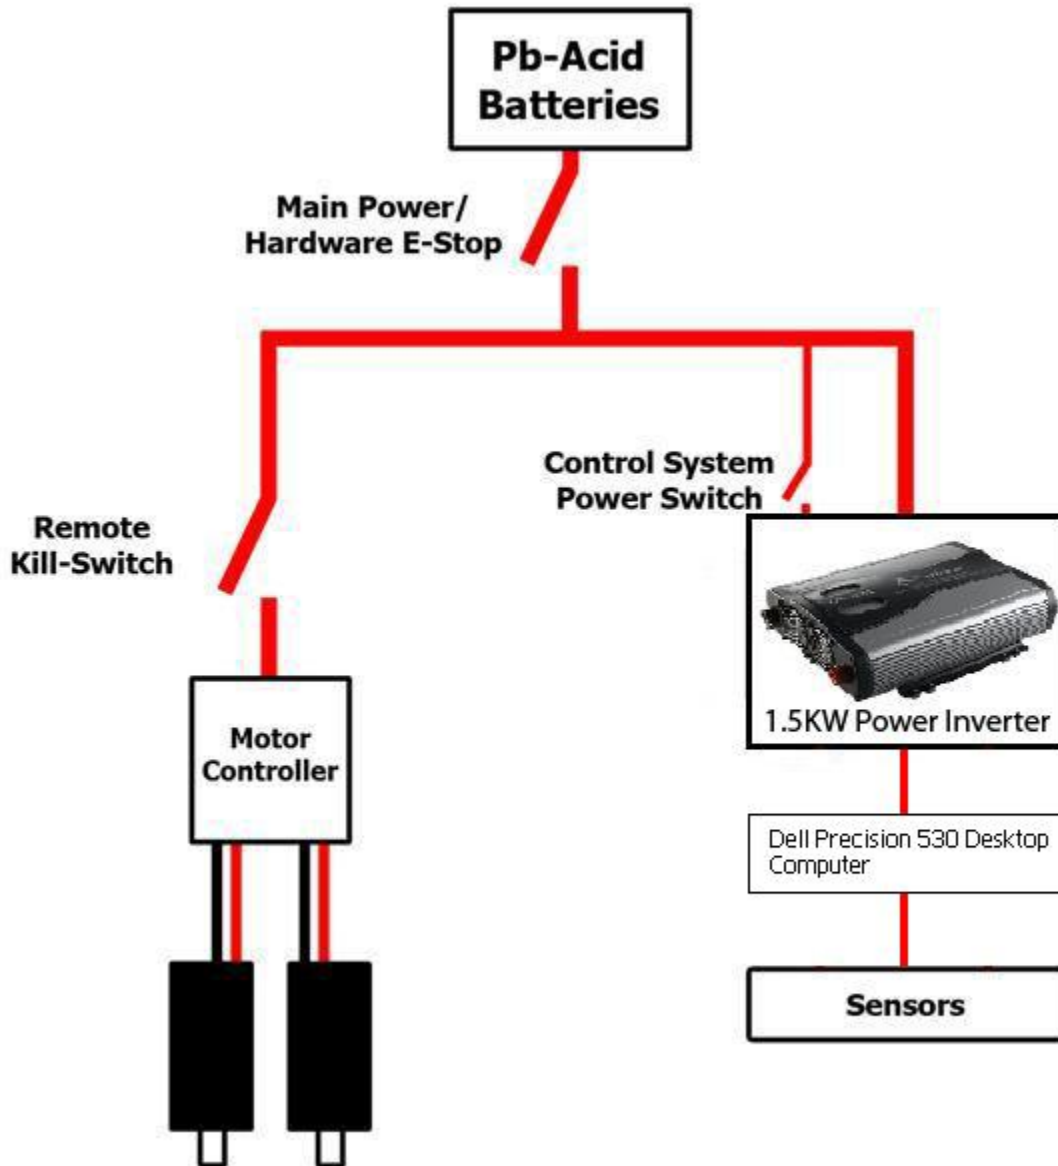 Pb-Acid
Batteries
Main Power/
Hardware E-Stop
Control System
Power Switch
Remote
Kill-Switch
1.5KW Power Inverter
Motor
Controller
Dell Precision 530 Desktop
Computer
Sensors